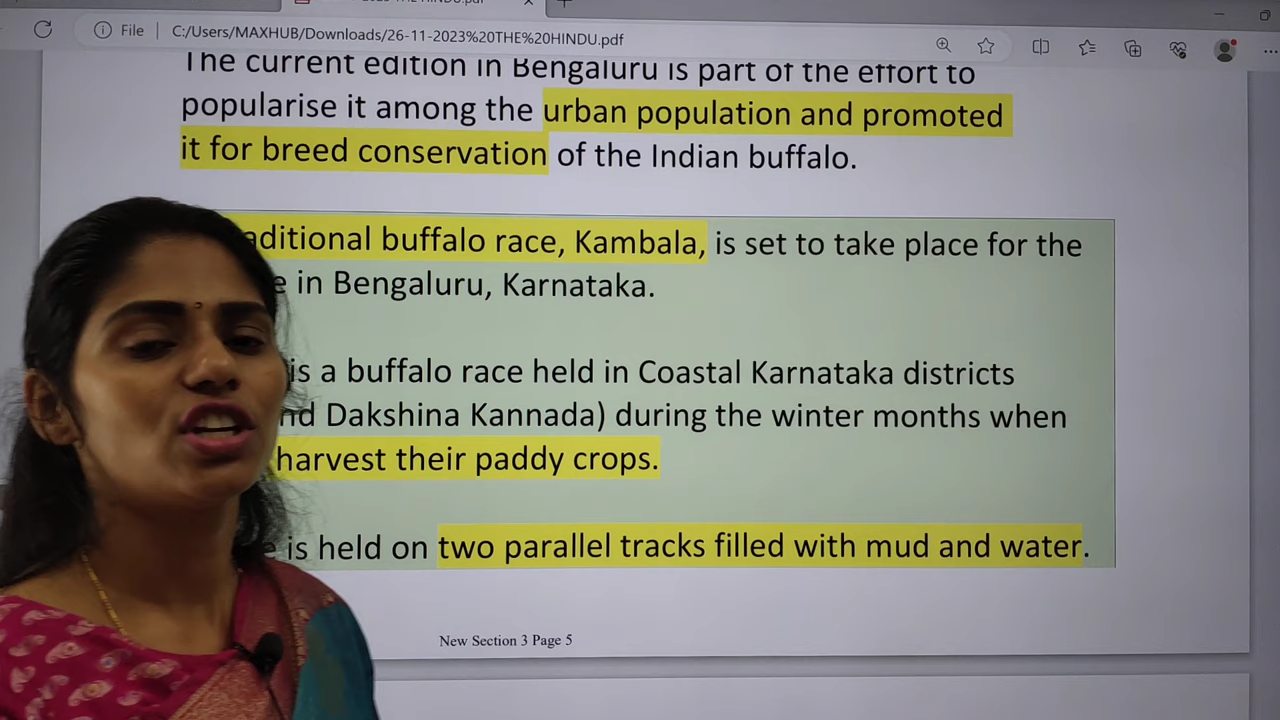 2023 THE HINDU.pdf
File
C:/Users/MAXHUB/Downloads/26-11-2023%20THE%20HINDU.pdf
The current edition in Bengaluru is part of the effort to
popularise it among the urban population and promoted
it for breed conservation of the Indian buffalo.
aditional buffalo race, Kambala, is set to take place for the
e in Bengaluru, Karnataka.
is a buffalo race held in Coastal Karnataka districts
nd Dakshina Kannada) during the winter months when
harvest their paddy crops.
e is held on two parallel tracks filled with mud and water.
New Section 3 Page 5